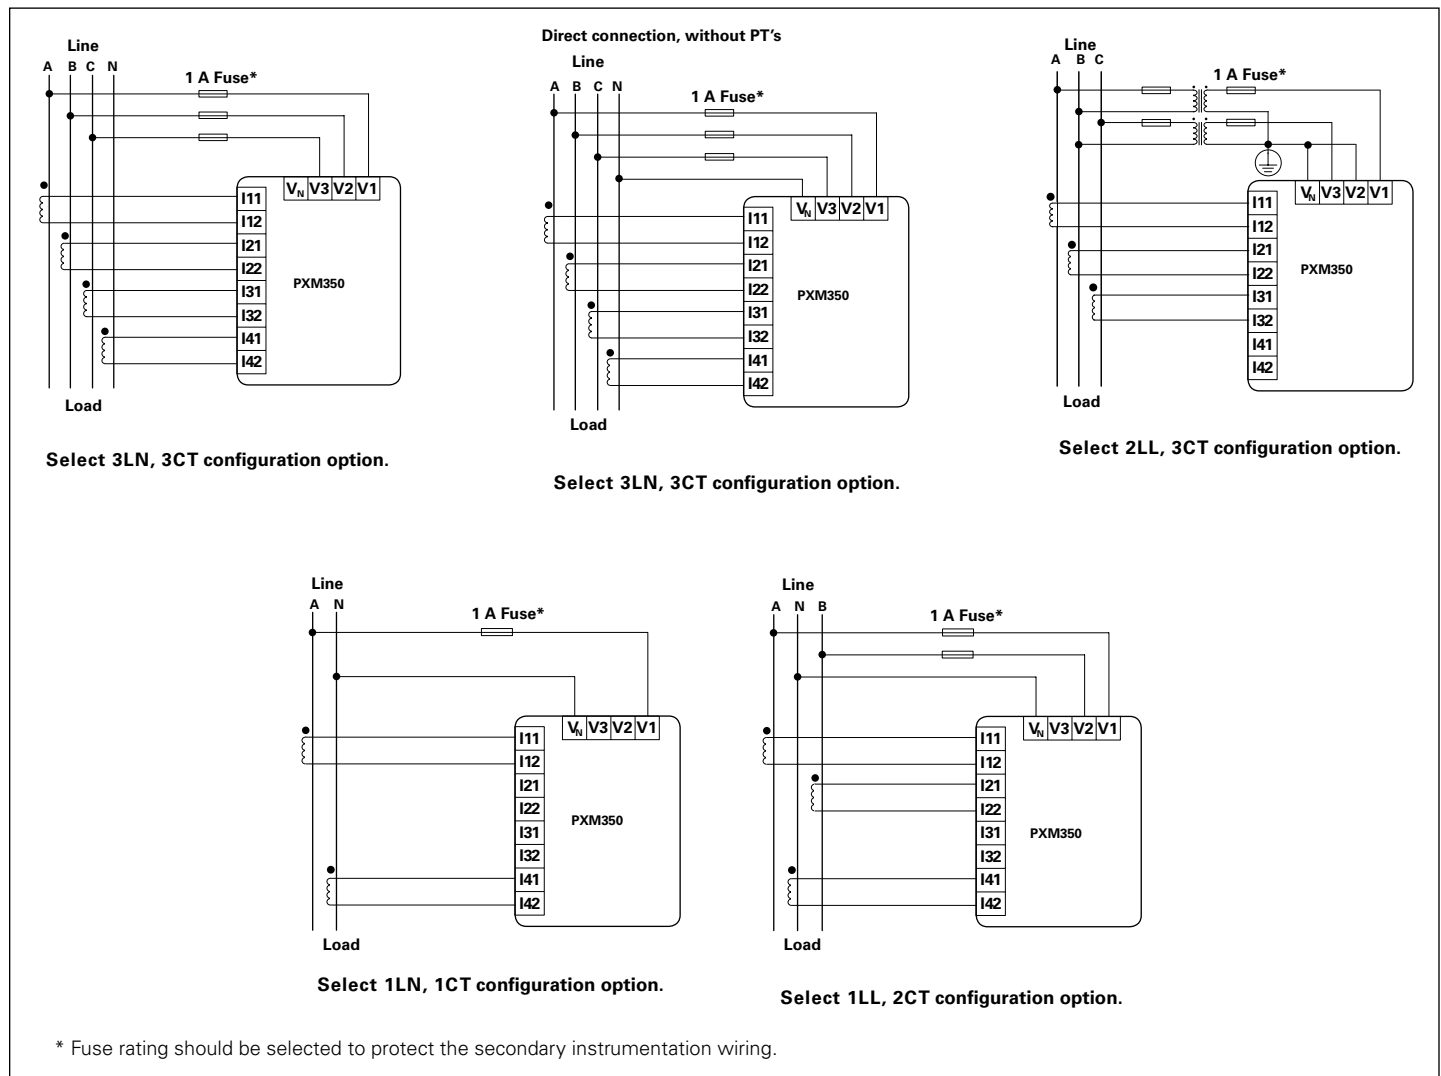 Line
A B C N
1 A Fuse*
VN V3 V2 V1
I11
I12
I21
I22
I31
I32
I41
I42
PXM350
Load
Select 3LN, 3CT configuration option.
Direct connection, without PT's
Line
A B C N
1 A Fuse*
VN V3 V2 V1
I11
I12
I21
I22
I31
I32
I41
I42
PXM350
Load
Select 3LN, 3CT configuration option.
Line
A B C
1 A Fuse*
VN V3 V2 V1
I11
I12
I21
I22
I31
I32
I41
I42
PXM350
Load
Select 2LL, 3CT configuration option.
Line
A N
1 A Fuse*
VN V3 V2 V1
I11
I12
I21
I22
I31
I32
I41
I42
PXM350
Load
Select 1LN, 1CT configuration option.
Line
A N B
1 A Fuse*
VN V3 V2 V1
I11
I12
I21
I22
I31
I32
I41
I42
PXM350
Load
Select 1LL, 2CT configuration option.
* Fuse rating should be selected to protect the secondary instrumentation wiring.